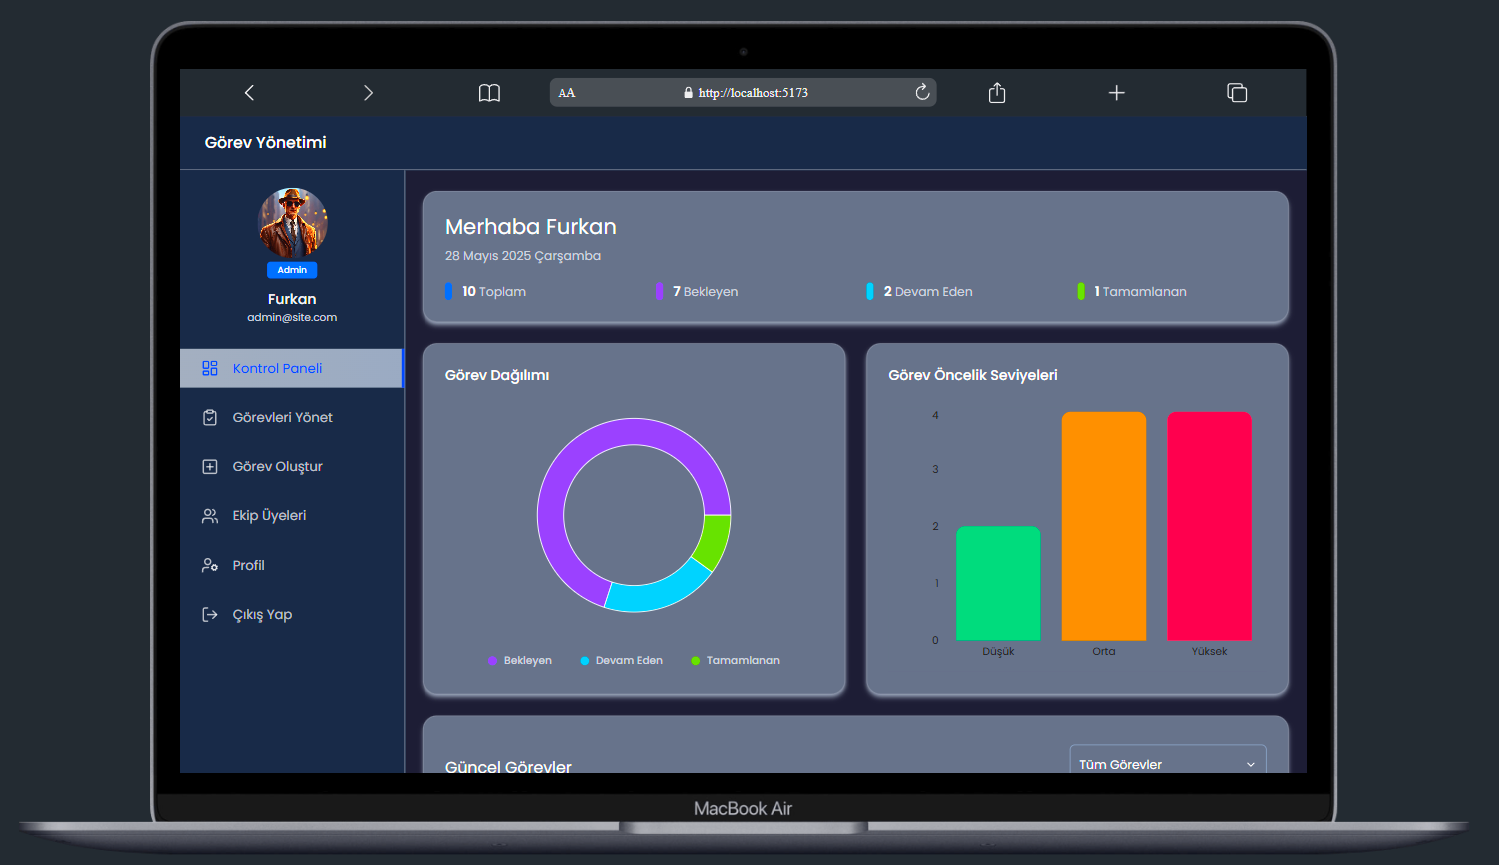 AA
http://localhost:5173
Görev Yönetimi
Admin
Furkan
admin@site.com
Kontrol Paneli
Görevleri Yönet
Görev Oluştur
Ekip Üyeleri
Profil
Çıkış Yap
Merhaba Furkan
28 Mayıs 2025 Çarşamba
10 Toplam
7 Bekleyen
2 Devam Eden
1 Tamamlanan
Görev Dağılımı
Bekleyen
Devam Eden
Tamamlanan
Görev Öncelik Seviyeleri
4
3
2
1
0
Düşük
Orta
Yüksek
Güncel Görevler
Tüm Görevler
MacBook Air